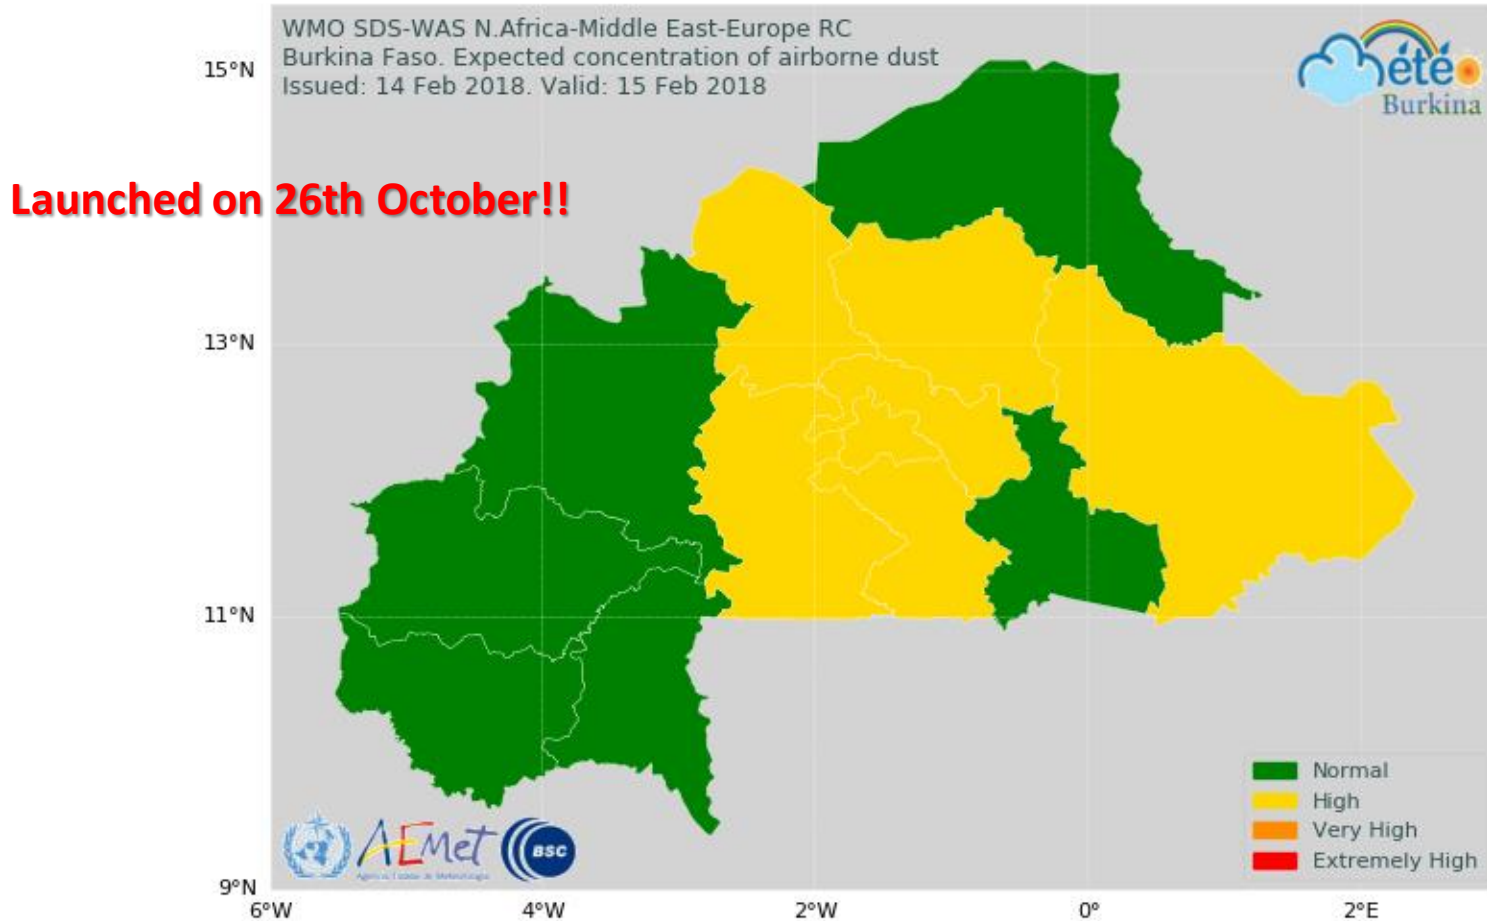 WMO SDS-WAS N.Africa-Middle East-Europe RC
Burkina Faso. Expected concentration of airborne dust
Issued: 14 Feb 2018. Valid: 15 Feb 2018
été
Burkina
15°N
Launched on 26th October!!
13°N
11°N
Normal
High
Very High
Extremely High
AEMet
BSC
9°N
6°W
4°W
2°W
0°
2°E